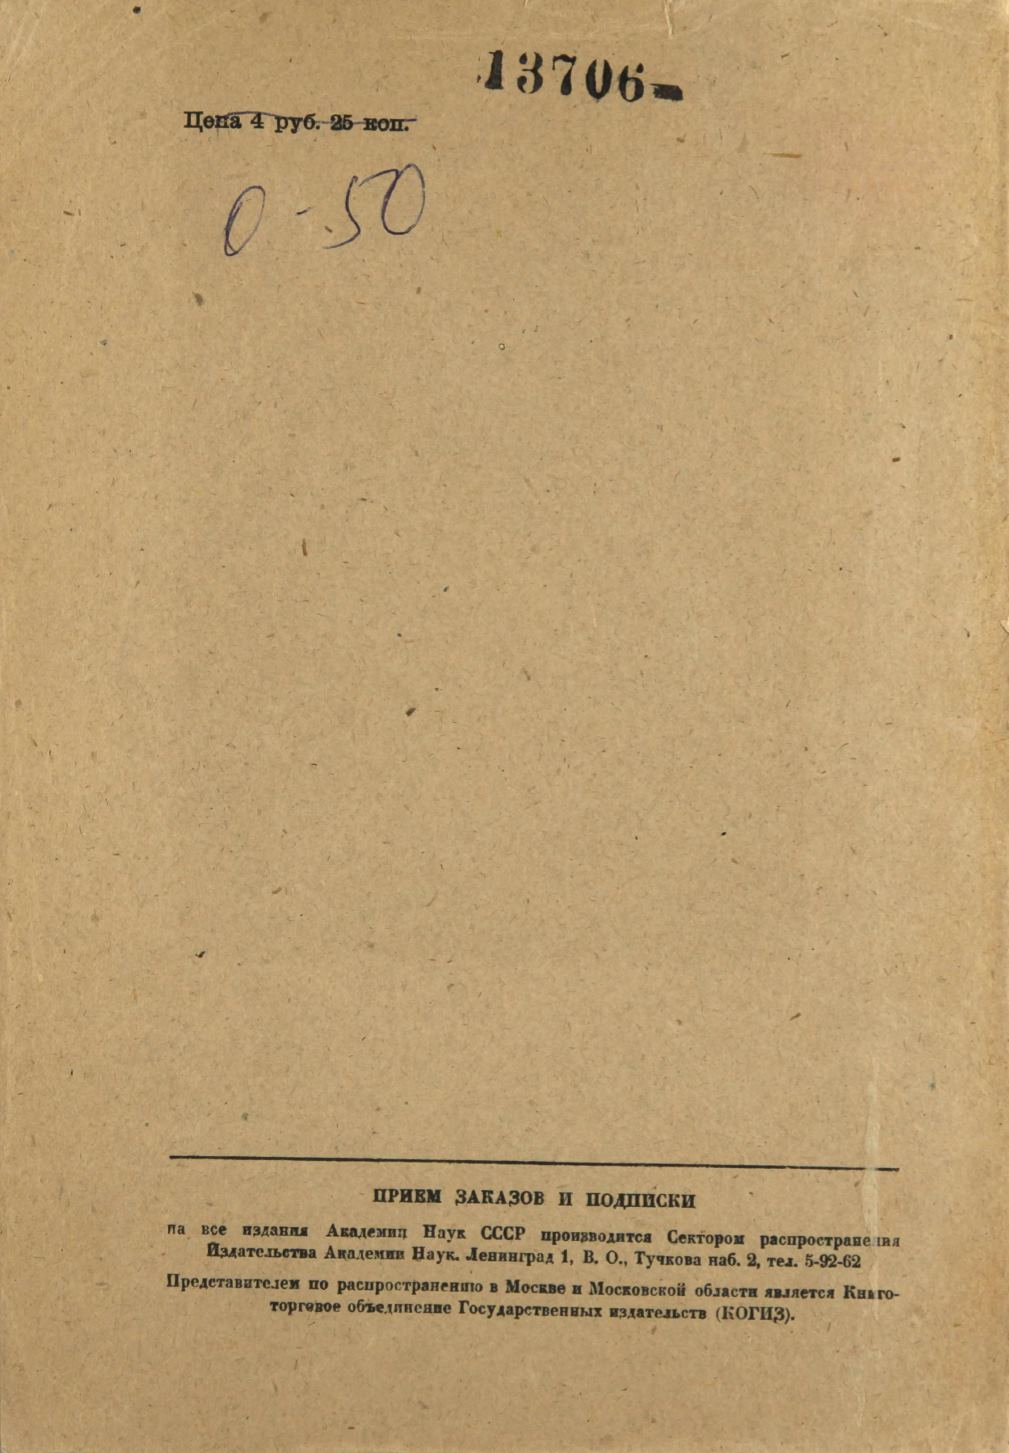 13706-
Цена 4 руб. 25 коп.
0-50
ПРИЕМ ЗАКАЗОВ И ПОДПИСКИ
на все издания Академии Наук СССР производится Сектором распространения
Издательства Академии Наук. Ленинград 1, В. О., Тучкова наб. 2, тел. 5-92-62
Представителем по распространению в Москве и Московской области является Книго-
торговое объединение Государственных издательств (КОГИЗ).